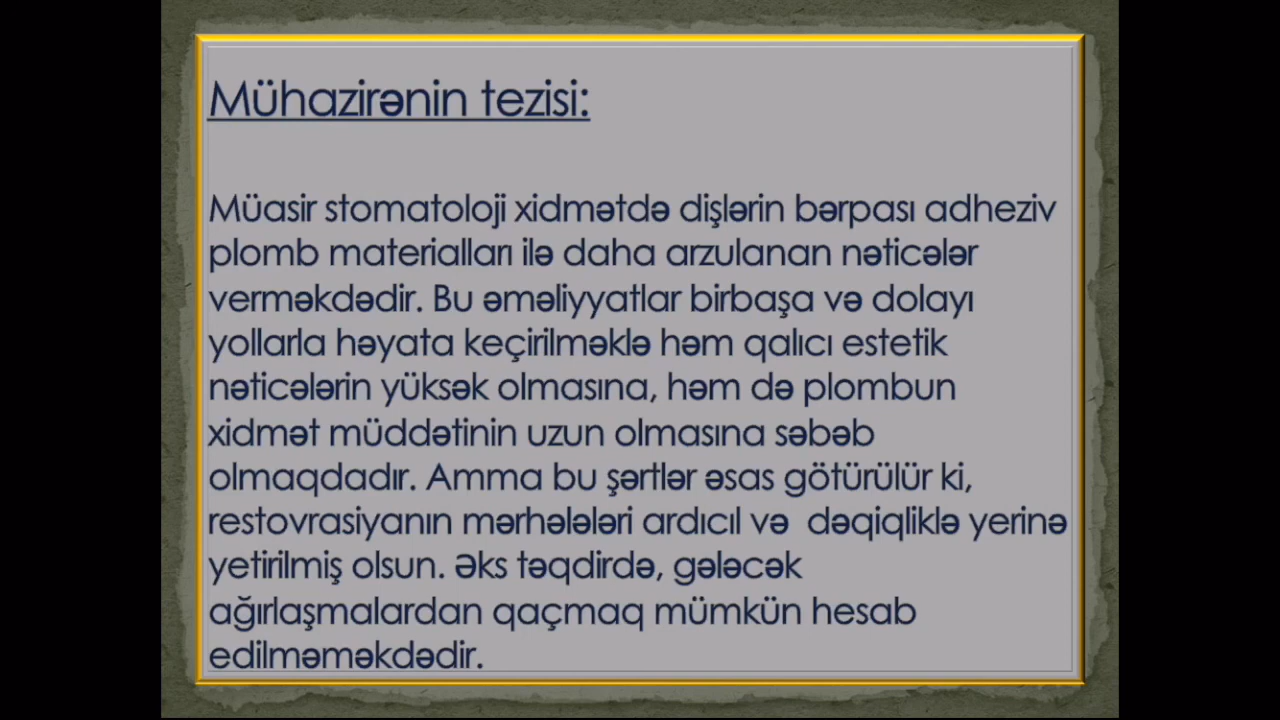 Mühazirənin tezisi:
Müasir stomatoloji xidmətdə dişlərin bərpası adheziv
plomb materialları ilə daha arzulanan nəticələr
verməkdədir. Bu əməliyyatlar birbaşa və dolayı
yollarla həyata keçirilməklə həm qalıcı estetik
nəticələrin yüksək olmasına, həm də plombun
xidmət müddətinin uzun olmasına səbəb
olmaqdadır. Amma bu şərtlər əsas götürülür ki,
restovrasiyanın mərhələləri ardıcıl və  dəqiqliklə yerinə
yetirilmiş olsun. Əks təqdirdə, gələcək
ağırlaşmalardan qaçmaq mümkün hesab
edilməməkdədir.